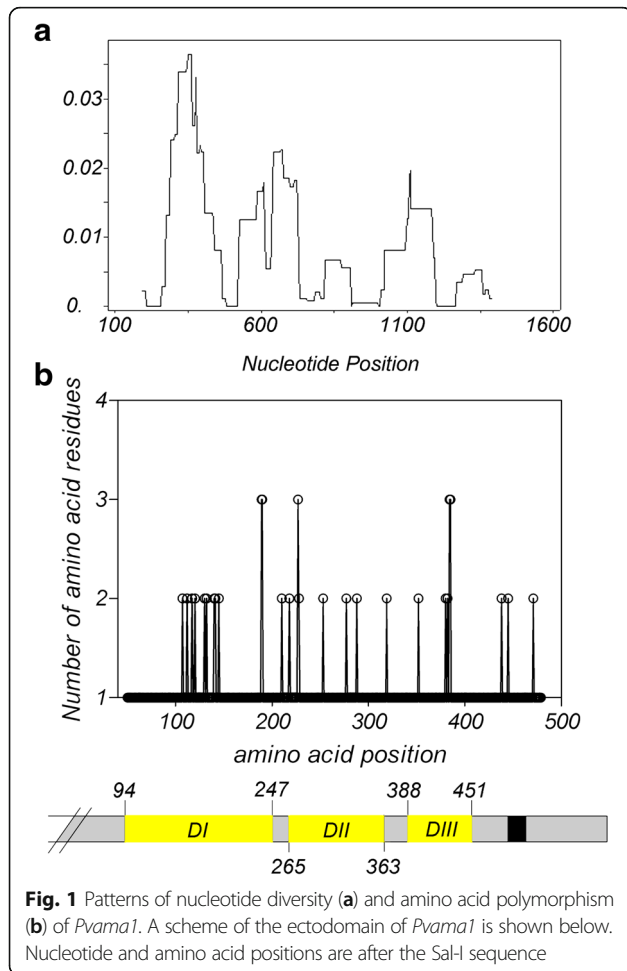 a
0.03
0.02
0.01
0.
100 600 1100 1600
Nucleotide Position
b
Number of amino acid residues
4
3
2
1
100 200 300 400 500
amino acid position
94 247 388 451
DI DII DIII
265 363
Fig. 1 Patterns of nucleotide diversity (a) and amino acid polymorphism
(b) of Pvama1. A scheme of the ectodomain of Pvama1 is shown below.
Nucleotide and amino acid positions are after the Sal-I sequence